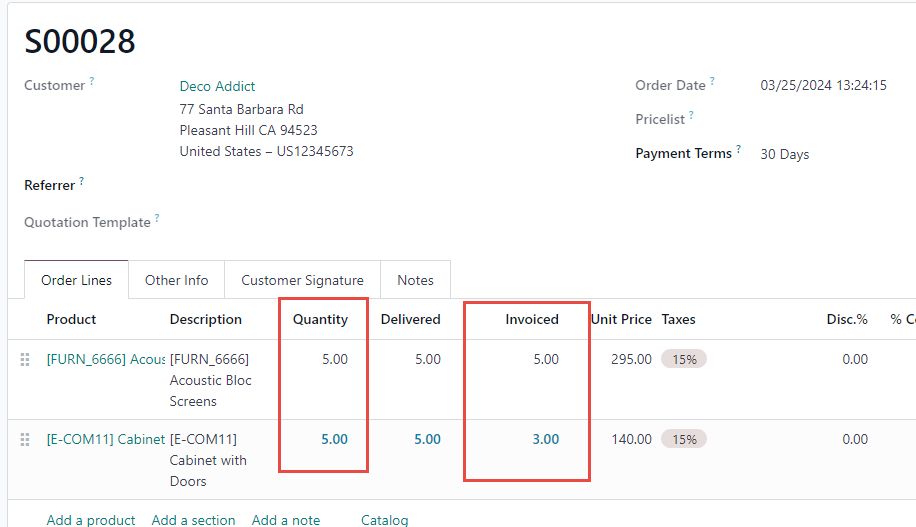 S00028
Customer ? Deco Addict Order Date ? 03/25/2024 13:24:15
77 Santa Barbara Rd
Pleasant Hill CA 94523 Pricelist ?
United States – US12345673 Payment Terms ? 30 Days
Referrer ?
Quotation Template ?
Order Lines Other Info Customer Signature Notes
Product Description Quantity Delivered Invoiced Unit Price Taxes Disc.% % C
[FURN_6666] Acous [FURN_6666] 5.00 5.00 5.00 295.00 15% 0.00
Acoustic Bloc
Screens
[E-COM11] Cabinet [E-COM11] 5.00 5.00 3.00 140.00 15% 0.00
Cabinet with
Doors
Add a product Add a section Add a note Catalog